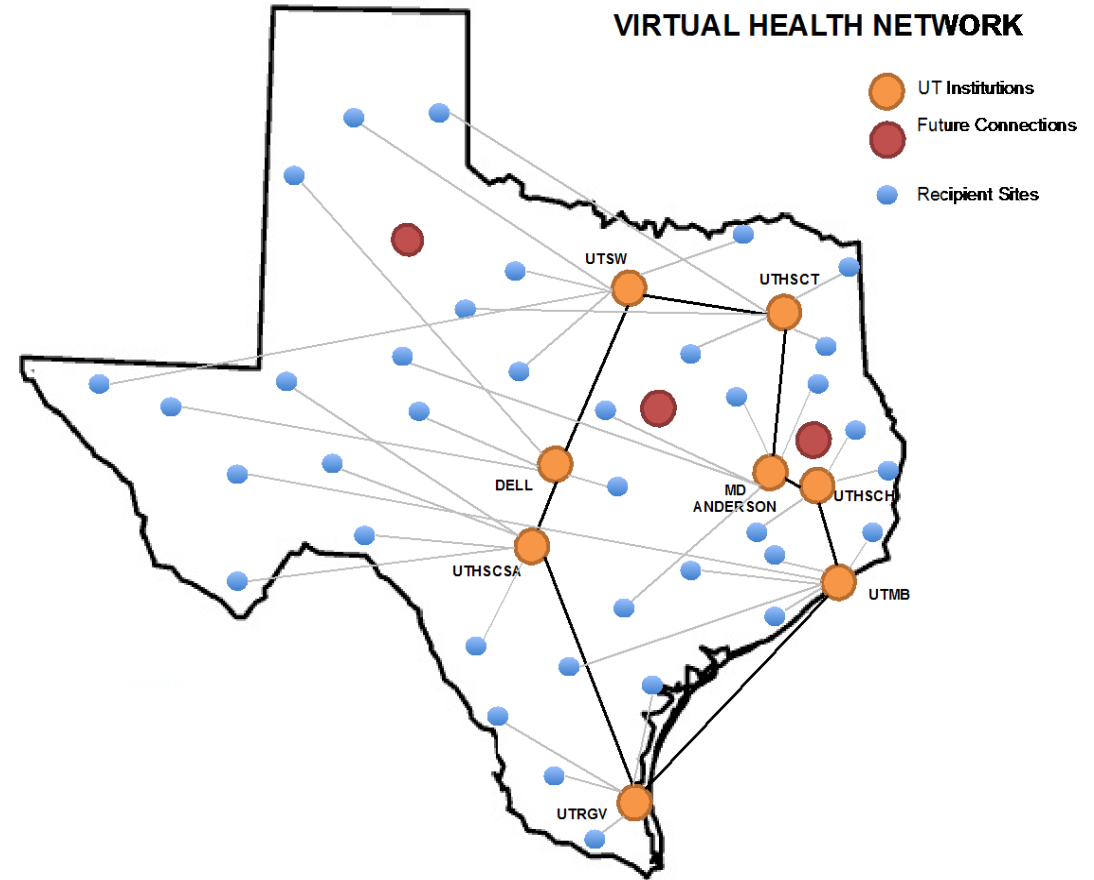 VIRTUAL HEALTH NETWORK
UT Institutions
Future Connections
Recipient Sites
UTSW
UTHSCT
DELL
MD
ANDERSON
UTHSCH
UTHSCSA
UTMB
UTRGV